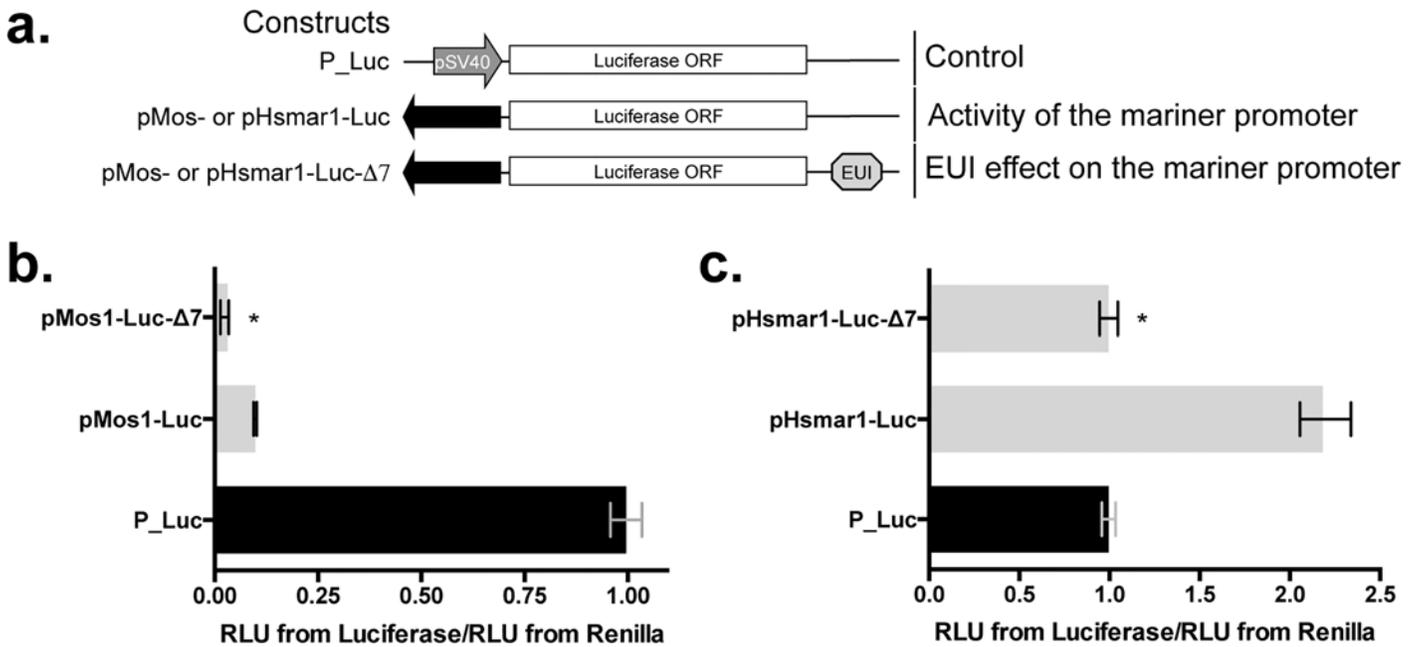 a.
Constructs
P_Luc
pSV40
Luciferase ORF
Control
pMos- or pHsmar1-Luc
Luciferase ORF
Activity of the mariner promoter
pMos- or pHsmar1-Luc-Δ7
Luciferase ORF
EUI
EUI effect on the mariner promoter
b.
pMos1-Luc-Δ7
*
pMos1-Luc
P_Luc
0.00 0.25 0.50 0.75 1.00
RLU from Luciferase/RLU from Renilla
c.
pHsmar1-Luc-Δ7
*
pHsmar1-Luc
P_Luc
0.0 0.5 1.0 1.5 2.0 2.5
RLU from Luciferase/RLU from Renilla